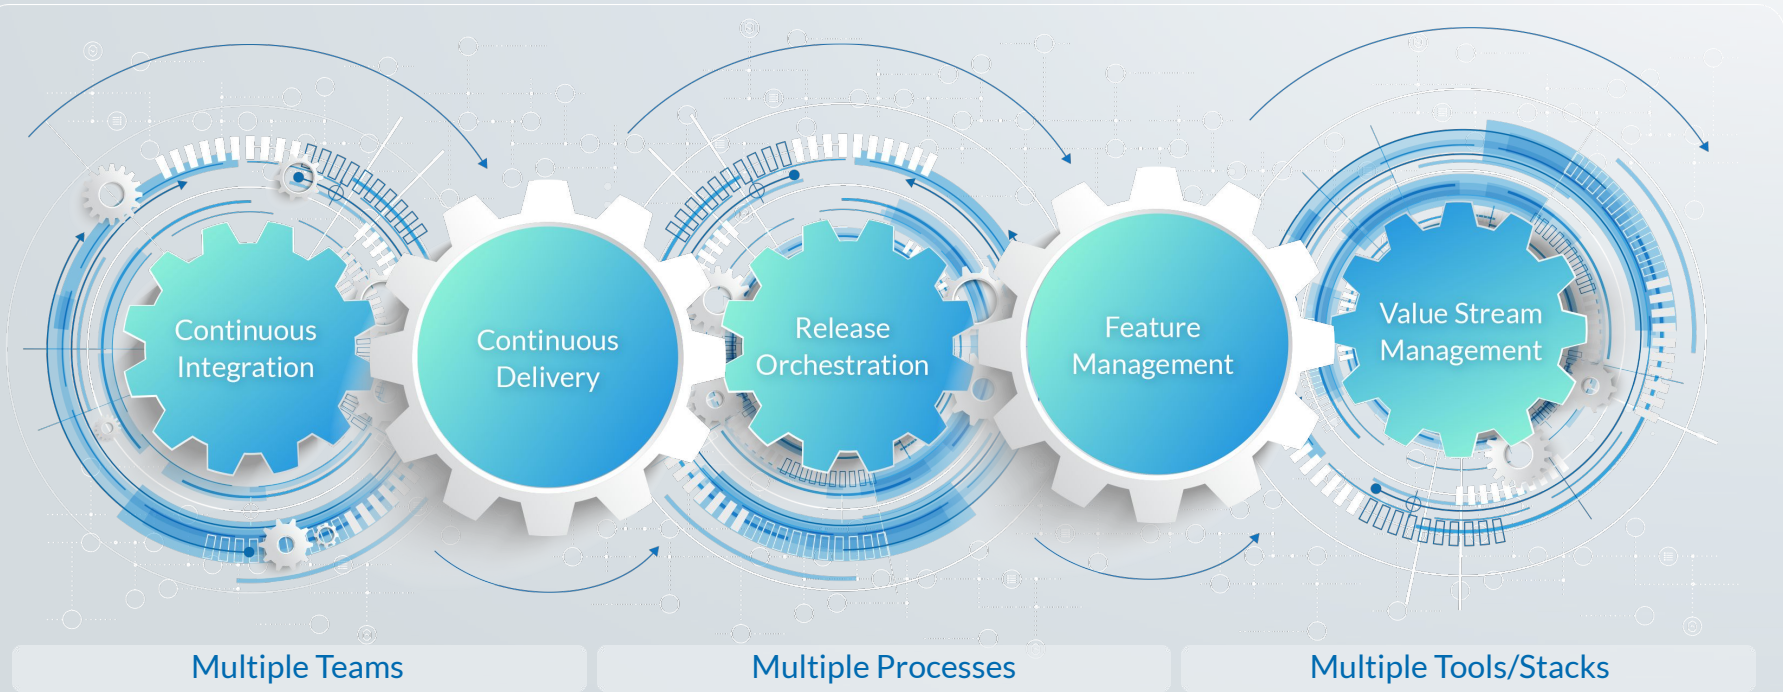 Continuous
Integration
Continuous
Delivery
Release
Orchestration
Feature
Management
Value Stream
Management
Multiple Teams
Multiple Processes
Multiple Tools/Stacks